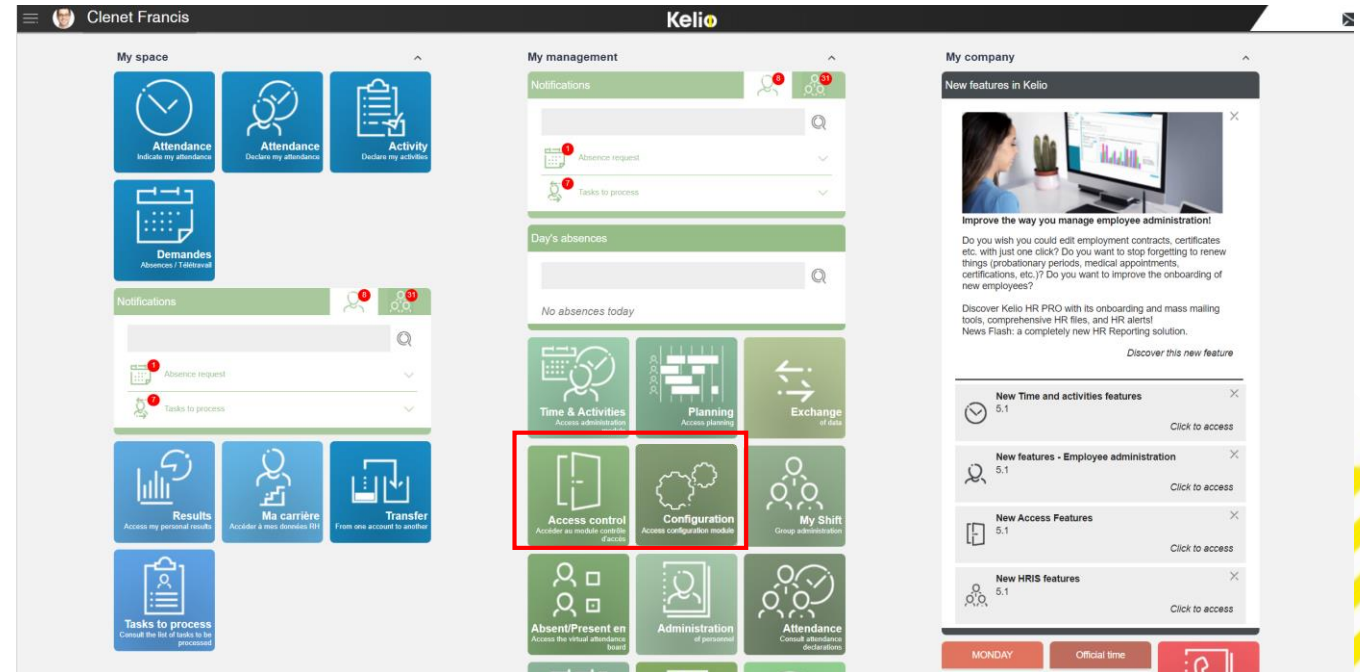 Clenet Francis
Kelio
My space
Attendance
Indicate my attendance
Attendance
Declare my attendance
Activity
Declare my activities
Demandes
Absences / Télétravail
Notifications
8
31
1
Absence request
7
Tasks to process
Results
Access my personal results
Ma carrière
Accéder à mes données RH
Transfer
From one account to another
Tasks to process
Consult the list of tasks to be
processed
My management
Notifications
8
31
1
Absence request
7
Tasks to process
Day's absences
No absences today
Time & Activities
Access administration
module
Planning
Access planning
Exchange
of data
Access control
Accéder au module contrôle
d'accès
Configuration
Access configuration module
My Shift
Group administration
Absent/Present en
Access the virtual attendance
board
Administration
of personnel
Attendance
Consult attendance
declarations
My company
New features in Kelio
Improve the way you manage employee administration!
Do you wish you could edit employment contracts, certificates
etc. with just one click? Do you want to stop forgetting to renew
things (probationary periods, medical appointments,
certifications, etc.)? Do you want to improve the onboarding of
new employees?
Discover Kelio HR PRO with its onboarding and mass mailing
tools, comprehensive HR files, and HR alerts!
News Flash: a completely new HR Reporting solution.
Discover this new feature
New Time and activities features
5.1
Click to access
New features - Employee administration
5.1
Click to access
New Access Features
5.1
Click to access
New HRIS features
5.1
Click to access
MONDAY
Official time